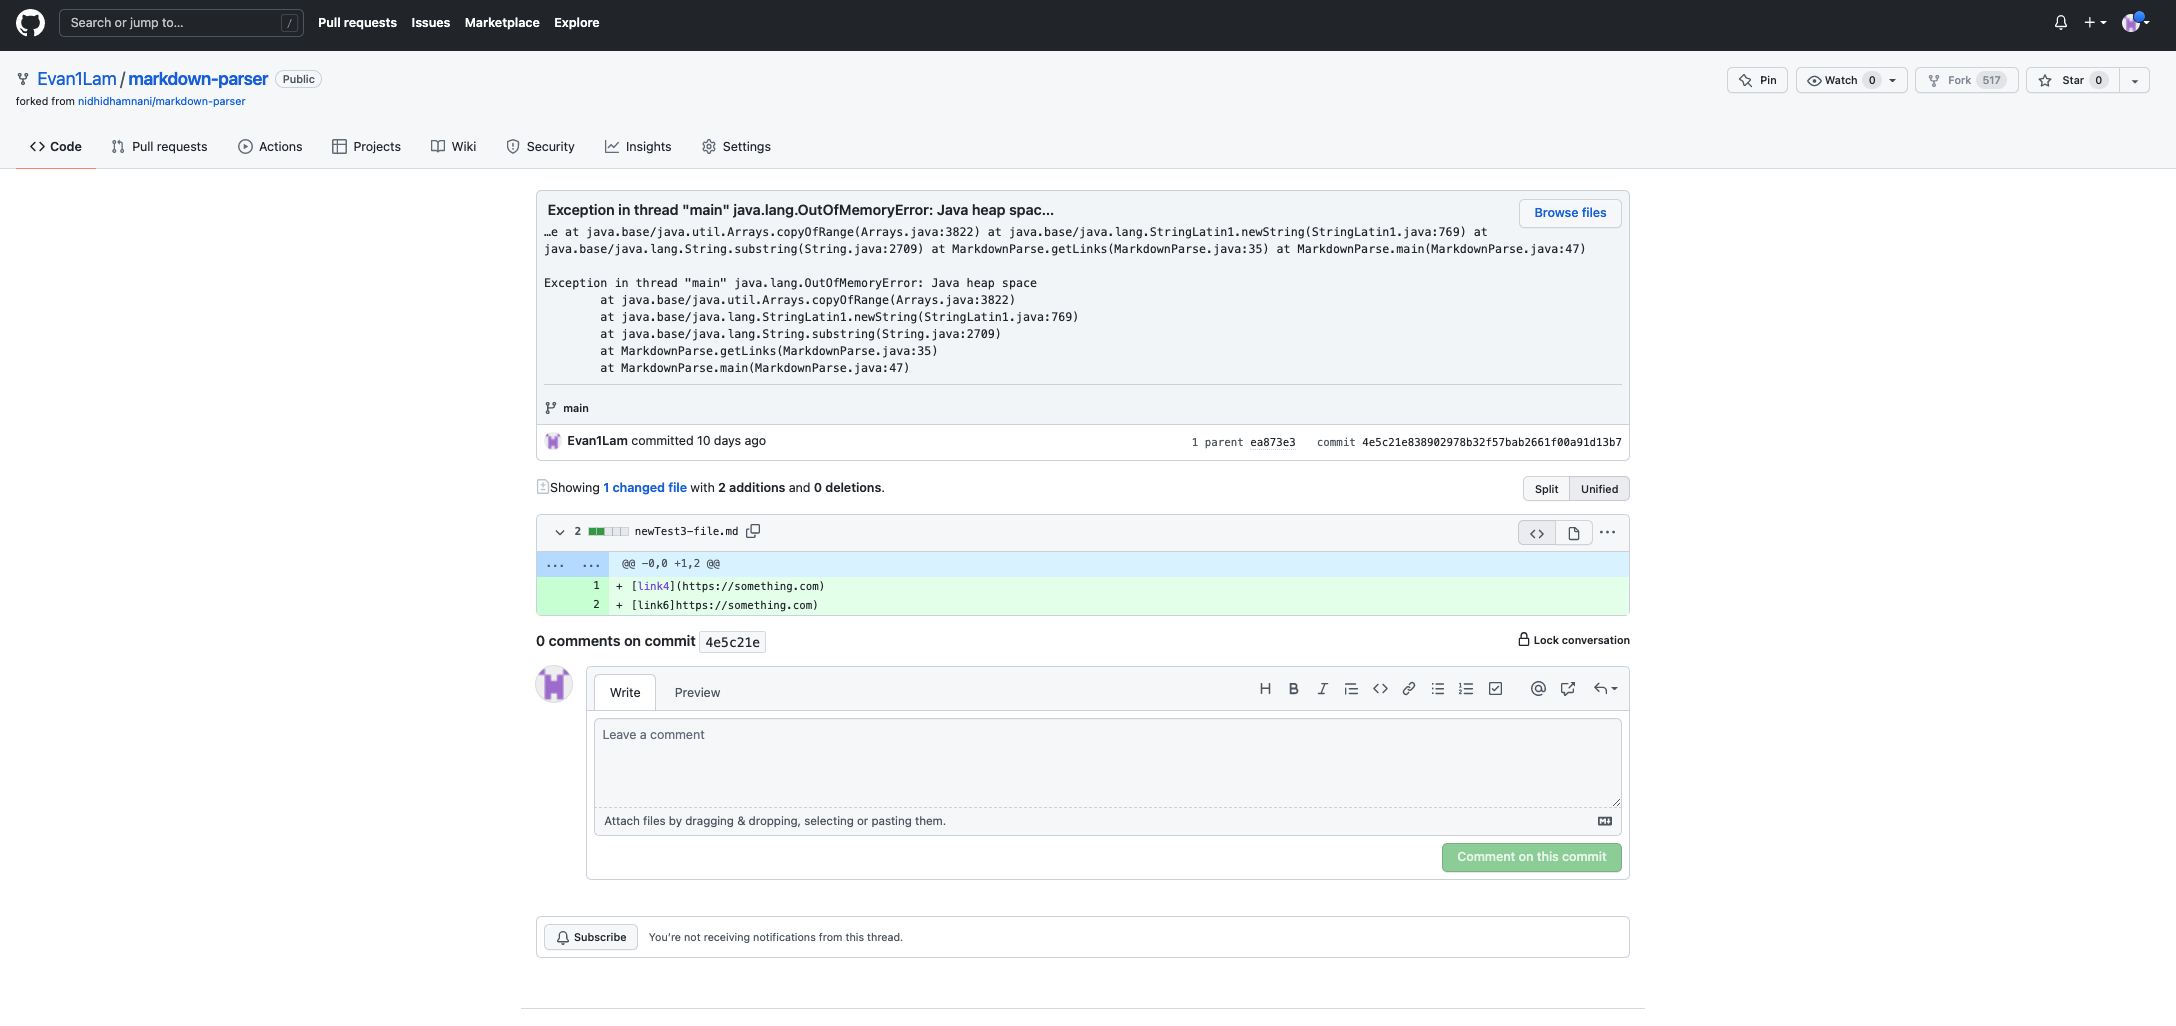 Search or jump to... /
Pull requests Issues Marketplace Explore
Evan1Lam / markdown-parser Public
Pin Watch 0 Fork 517 Star 0
forked from nidhidhamnani/markdown-parser
Code Pull requests Actions Projects Wiki Security Insights Settings
Exception in thread "main" java.lang.OutOfMemoryError: Java heap spac...
Browse files
…e at java.base/java.util.Arrays.copyOfRange(Arrays.java:3822) at java.base/java.lang.StringLatin1.newString(StringLatin1.java:769) at
java.base/java.lang.String.substring(String.java:2709) at MarkdownParse.getLinks(MarkdownParse.java:35) at MarkdownParse.main(MarkdownParse.java:47)
Exception in thread "main" java.lang.OutOfMemoryError: Java heap space
at java.base/java.util.Arrays.copyOfRange(Arrays.java:3822)
at java.base/java.lang.StringLatin1.newString(StringLatin1.java:769)
at java.base/java.lang.String.substring(String.java:2709)
at MarkdownParse.getLinks(MarkdownParse.java:35)
at MarkdownParse.main(MarkdownParse.java:47)
main
Evan1Lam committed 10 days ago
1 parent ea873e3 commit 4e5c21e838902978b32f57bab2661f00a91d13b7
Showing 1 changed file with 2 additions and 0 deletions.
Split Unified
2 newTest3-file.md
... ... @@ -0,0 +1,2 @@
1 + [link4](https://something.com)
2 + [link6]https://something.com)
0 comments on commit 4e5c21e
Lock conversation
Write Preview
Leave a comment
Attach files by dragging & dropping, selecting or pasting them.
Comment on this commit
Subscribe You're not receiving notifications from this thread.